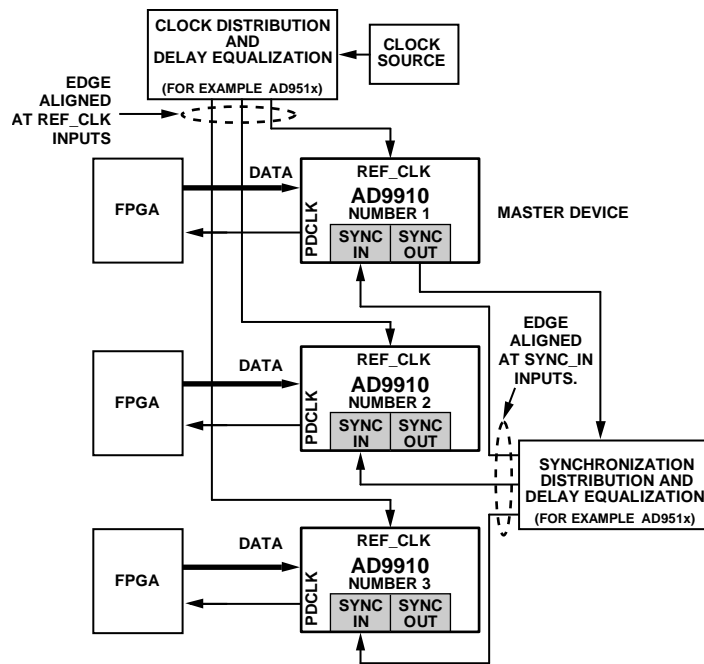 CLOCK DISTRIBUTION
AND
DELAY EQUALIZATION
(FOR EXAMPLE AD951x)
CLOCK
SOURCE
EDGE
ALIGNED
AT REF_CLK
INPUTS
FPGA
DATA
REF_CLK
AD9910
NUMBER 1
PDCLK
SYNC
IN
SYNC
OUT
MASTER DEVICE
EDGE
ALIGNED
AT SYNC_IN
INPUTS.
FPGA
DATA
REF_CLK
AD9910
NUMBER 2
PDCLK
SYNC
IN
SYNC
OUT
SYNCHRONIZATION
DISTRIBUTION AND
DELAY EQUALIZATION
(FOR EXAMPLE AD951x)
FPGA
DATA
REF_CLK
AD9910
NUMBER 3
PDCLK
SYNC
IN
SYNC
OUT